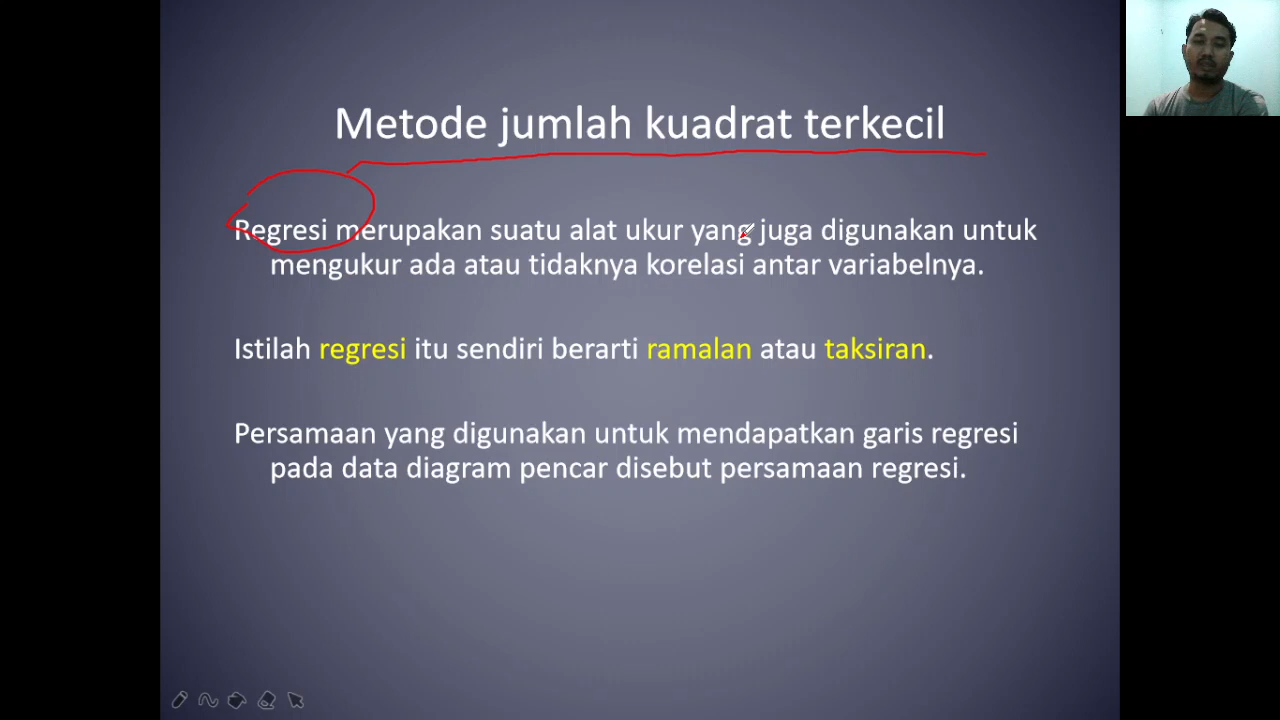 Metode jumlah kuadrat terkecil
Regresi merupakan suatu alat ukur yang juga digunakan untuk
mengukur ada atau tidaknya korelasi antar variabelnya.
Istilah regresi itu sendiri berarti ramalan atau taksiran.
Persamaan yang digunakan untuk mendapatkan garis regresi
pada data diagram pencar disebut persamaan regresi.